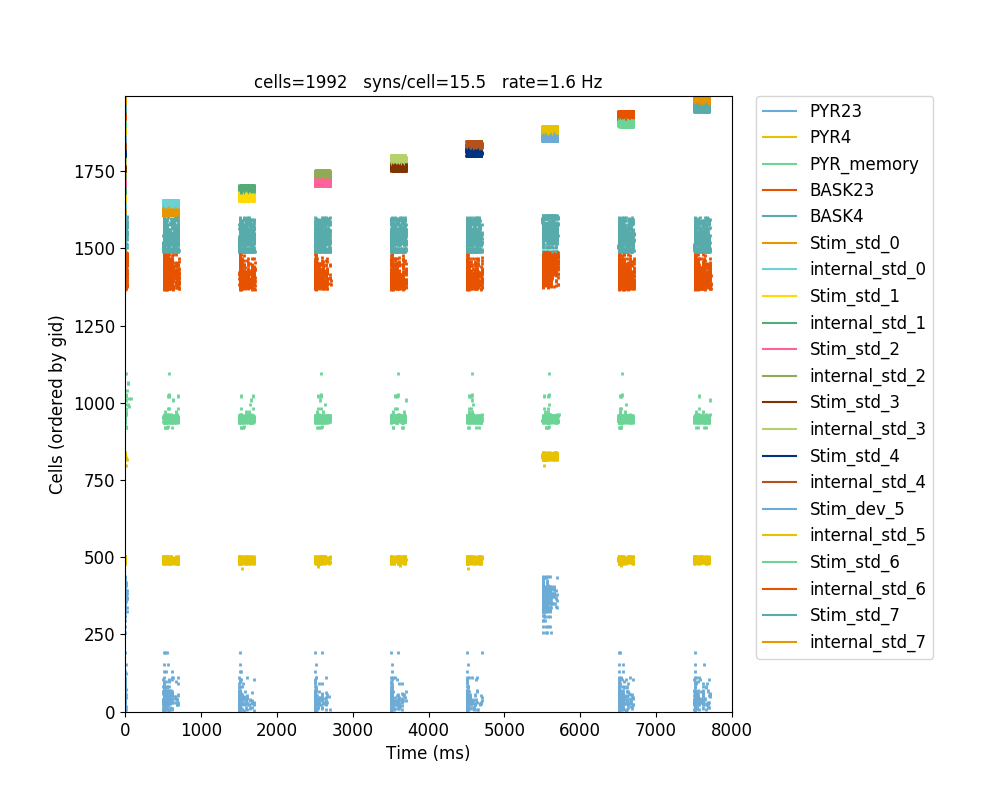 cells=1992 syns/cell=15.5 rate=1.6 Hz
Cells (ordered by gid)
1750
1500
1250
1000
750
500
250
0
0 1000 2000 3000 4000 5000 6000 7000 8000
Time (ms)
PYR23
PYR4
PYR_memory
BASK23
BASK4
Stim_std_0
internal_std_0
Stim_std_1
internal_std_1
Stim_std_2
internal_std_2
Stim_std_3
internal_std_3
Stim_std_4
internal_std_4
Stim_dev_5
internal_std_5
Stim_std_6
internal_std_6
Stim_std_7
internal_std_7